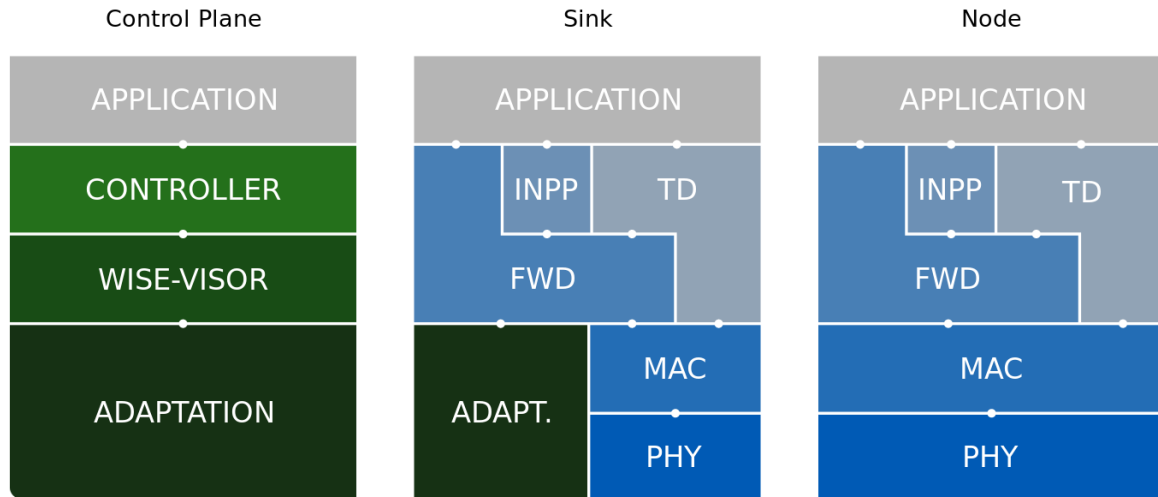 Control Plane
APPLICATION
CONTROLLER
WISE-VISOR
ADAPTATION
Sink
APPLICATION
INPP
TD
FWD
ADAPT.
MAC
PHY
Node
APPLICATION
INPP
TD
FWD
MAC
PHY